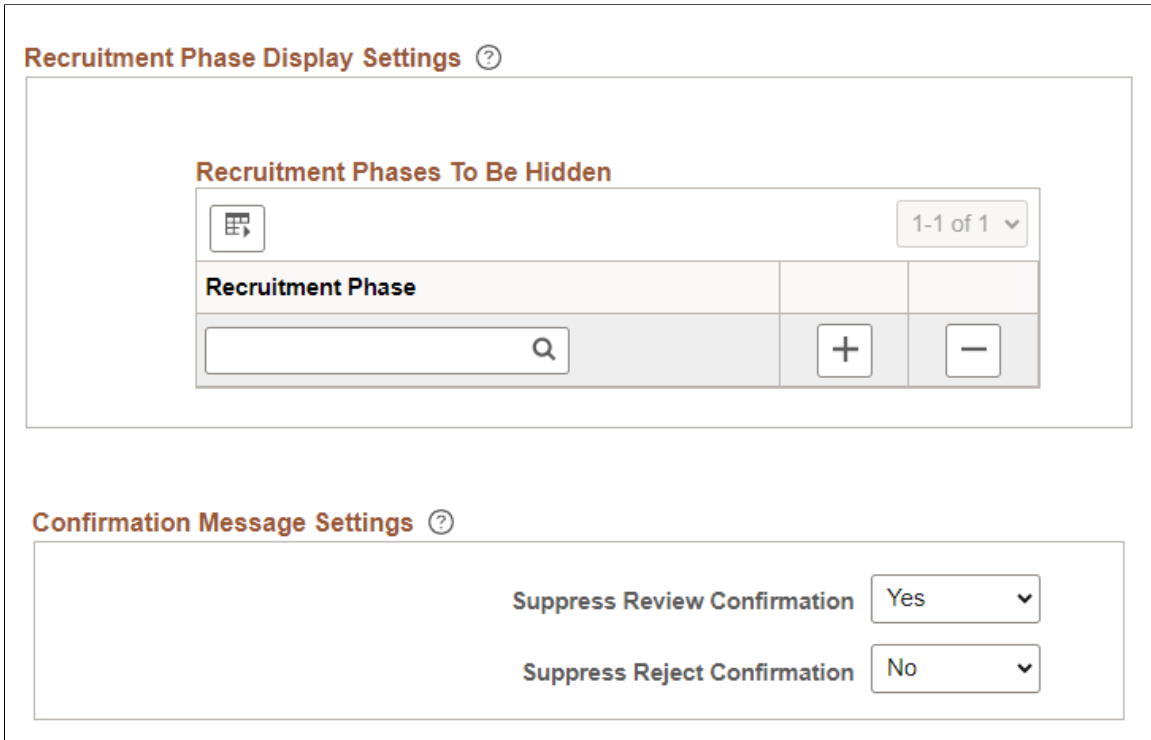 Recruitment Phase Display Settings ?
Recruitment Phases To Be Hidden
1-1 of 1
Recruitment Phase
Confirmation Message Settings ?
Suppress Review Confirmation Yes
Suppress Reject Confirmation No